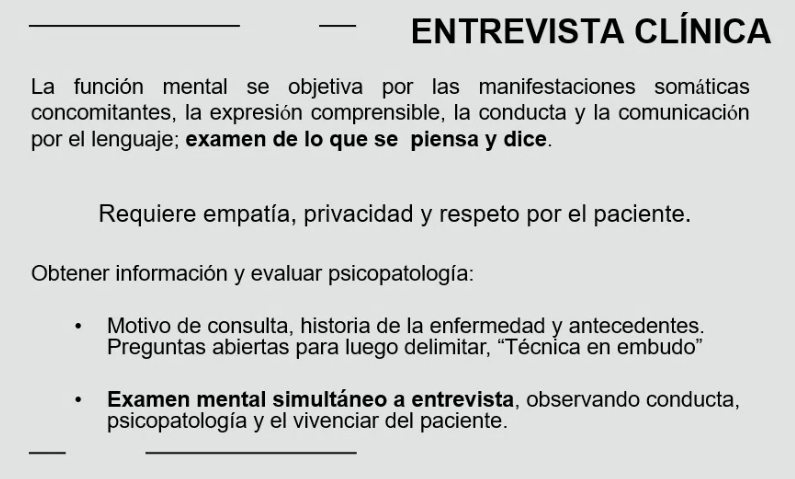 ENTREVISTA CLÍNICA
La función mental se objetiva por las manifestaciones somáticas
concomitantes, la expresión comprensible, la conducta y la comunicación
por el lenguaje; examen de lo que se piensa y dice.
Requiere empatía, privacidad y respeto por el paciente.
Obtener información y evaluar psicopatología:
• Motivo de consulta, historia de la enfermedad y antecedentes.
Preguntas abiertas para luego delimitar, “Técnica en embudo”
• Examen mental simultáneo a entrevista, observando conducta,
psicopatología y el vivenciar del paciente.